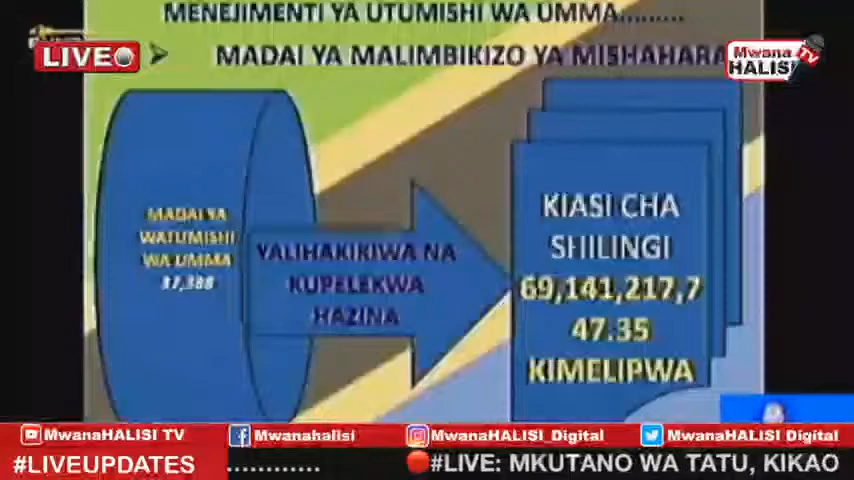 MENEJIMENTI YA UTUMISHI WA UMMA.........
LIVE
MADAI YA MALIMBIKIZO YA MISHAHARA
Mwana
HALISI
TV
MADAI YA
WATUMISHI
WA UMMA
YALIHAKIKIWA NA
KUPELEKWA
HAZINA
KIASI CHA
SHILINGI
69,141,217,7
47.35
KIMELIPWA
MwanaHALISI TV
Mwanahalisi
MwanaHALISI_Digital
MwanaHALISI_Digital
#LIVEUPDATES
............
#LIVE: MKUTANO WA TATU, KIKAO